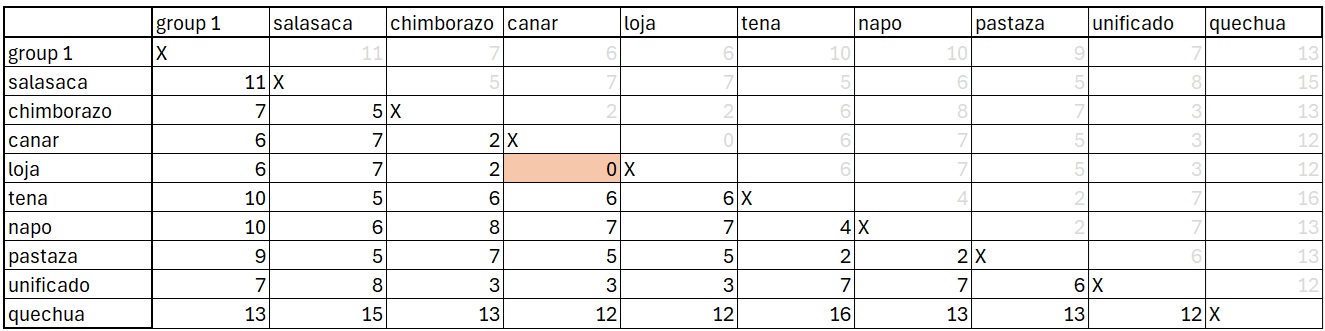 group 1 salasaca chimborazo canar loja tena napo pastaza unificado quechua
group 1 X 11 7 6 6 10 10 9 7 13
salasaca 11 X 5 7 7 5 6 5 8 15
chimborazo 7 5 X 2 2 6 8 7 3 13
canar 6 7 2 X 0 6 7 5 3 12
loja 6 7 2 0 X 6 7 5 3 12
tena 10 5 6 6 6 X 4 2 7 16
napo 10 6 8 7 7 4 X 2 7 13
pastaza 9 5 7 5 5 2 2 X 6 13
unificado 7 8 3 3 3 7 7 6 X 12
quechua 13 15 13 12 12 16 13 13 12 X